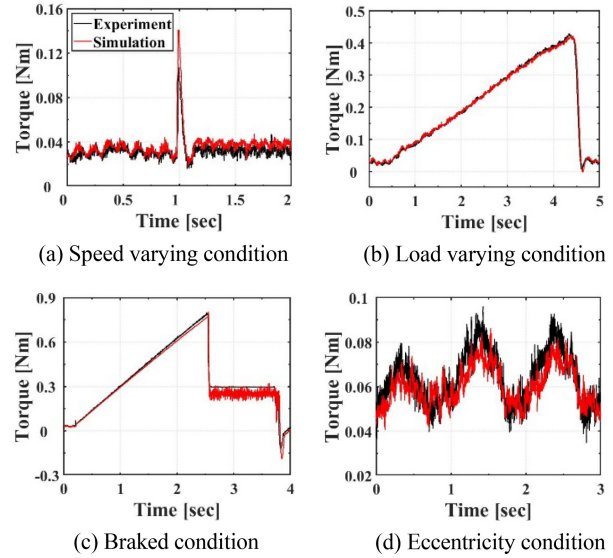 Experiment
Simulation
Torque [Nm]
0.16
0.12
0.08
0.04
0
0 0.5 1 1.5 2
Time [sec]
(a) Speed varying condition
Torque [Nm]
0.5
0.4
0.3
0.2
0.1
0
0 1 2 3 4 5
Time [sec]
(b) Load varying condition
Torque [Nm]
0.9
0.6
0.3
0
-0.3
0 1 2 3 4
Time [sec]
(c) Braked condition
Torque [Nm]
0.1
0.08
0.06
0.04
0.02
0 1 2 3
Time [sec]
(d) Eccentricity condition